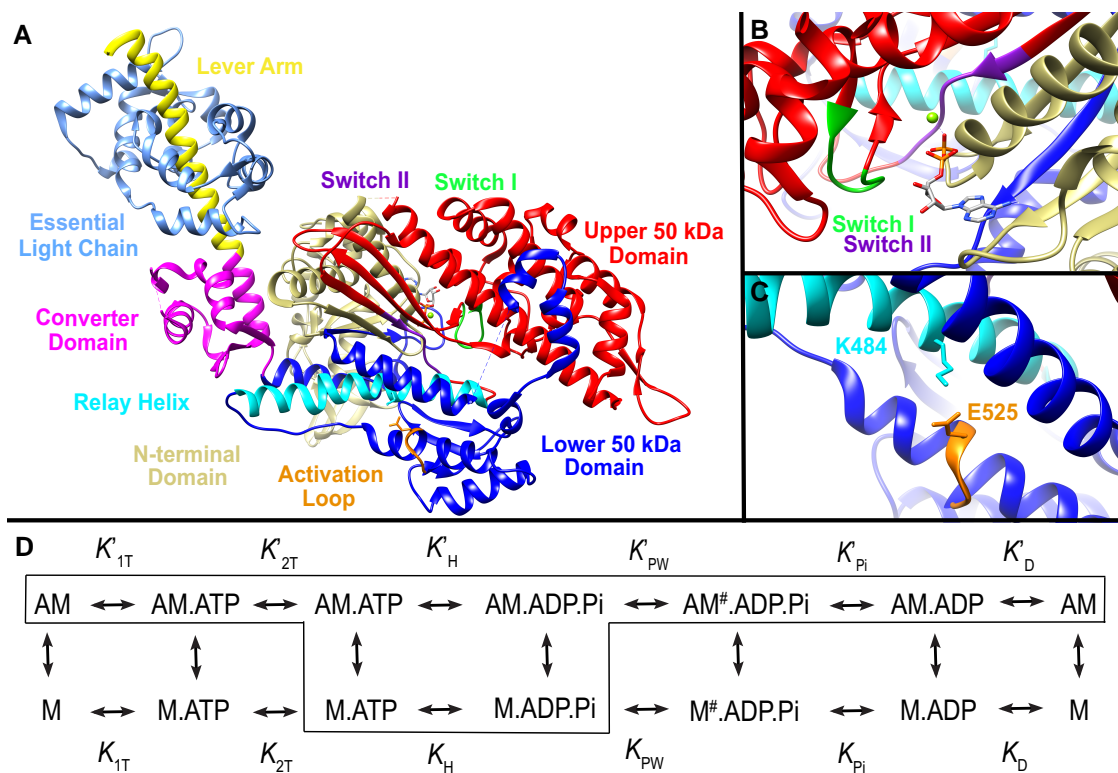 A
Lever Arm
Essential
Light Chain
Switch II
Switch I
Upper 50 kDa
Domain
Converter
Domain
Relay Helix
N-terminal
Domain
Activation
Loop
Lower 50 kDa
Domain
B
Switch I
Switch II
C
K484
E525
D
K'1T K'2T K'H K'PW K'Pi K'D
AM ↔ AM.ATP ↔ AM.ATP ↔ AM.ADP.Pi ↔ AM#.ADP.Pi ↔ AM.ADP ↔ AM
M ↔ M.ATP ↔ M.ATP ↔ M.ADP.Pi ↔ M#.ADP.Pi ↔ M.ADP ↔ M
K1T K2T KH KPW KPi KD